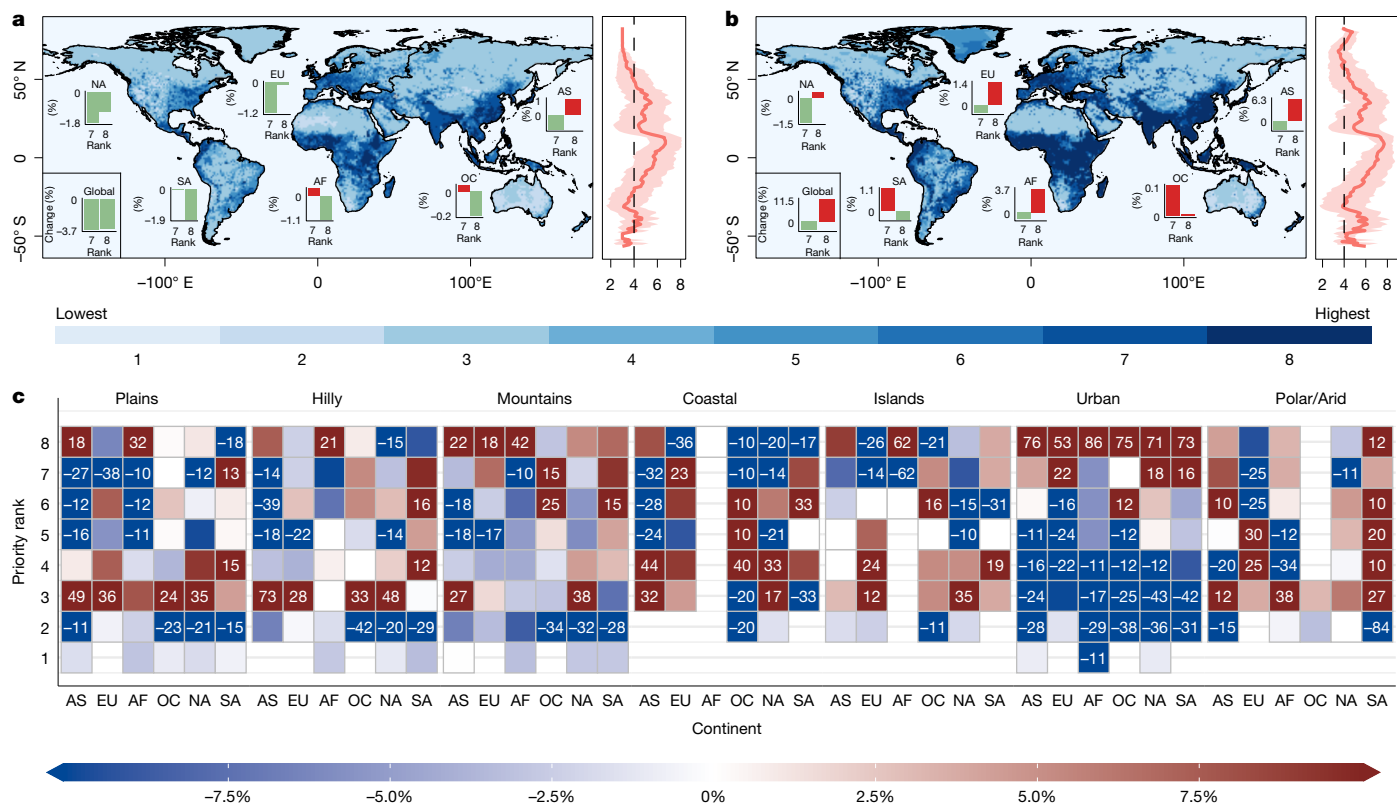 a
b
50° N
0
−50° S
NA
0
(%)
−1.8
7 8
Rank
EU
0
(%)
−1.2
7 8
Rank
AS
1
(%)
0
7 8
Rank
Global
Change (%)
0
−3.7
7 8
Rank
SA
0
(%)
−1.9
7 8
Rank
AF
0
(%)
−1.1
7 8
Rank
OC
0
(%)
−0.2
7 8
Rank
−100° E 0 100° E
2 4 6 8
50° N
0
−50° S
NA
0
(%)
−1.5
7 8
Rank
EU
1.4
(%)
0
7 8
Rank
AS
6.3
(%)
0
7 8
Rank
Global
Change (%)
11.5
0
7 8
Rank
SA
1.1
(%)
0
7 8
Rank
AF
3.7
(%)
0
7 8
Rank
OC
0.1
(%)
0
7 8
Rank
−100° E 0 100° E
2 4 6 8
Lowest Highest
1 2 3 4 5 6 7 8
c
Plains Hilly Mountains Coastal Islands Urban Polar/Arid
Priority rank
8 18 32 −18 21 −15 22 18 42 −36 −10 −20 −17 −26 62 −21 76 53 86 75 71 73 12
7 −27 −38 −10 −12 13 −14 −10 15 −32 23 −10 −14 −14 −62 22 18 16 −25 −11
6 −12 −12 −39 16 −18 25 15 −28 10 33 16 −15 −31 −16 12 10 −25 10
5 −16 −11 −18 −22 −14 −18 −17 −24 10 −21 −10 −11 −24 −12 30 −12 20
4 15 12 44 40 33 24 19 −16 −22 −11 −12 −12 −20 25 −34 10
3 49 36 24 35 73 28 33 48 27 38 32 −20 17 −33 12 35 −24 −17 −25 −43 −42 12 38 27
2 −11 −23 −21 −15 −42 −20 −29 −34 −32 −28 −20 −11 −28 −29 −38 −36 −31 −15 −84
1 −11
AS EU AF OC NA SA AS EU AF OC NA SA AS EU AF OC NA SA AS EU AF OC NA SA AS EU AF OC NA SA AS EU AF OC NA SA AS EU AF OC NA SA
Continent
−7.5% −5.0% −2.5% 0% 2.5% 5.0% 7.5%